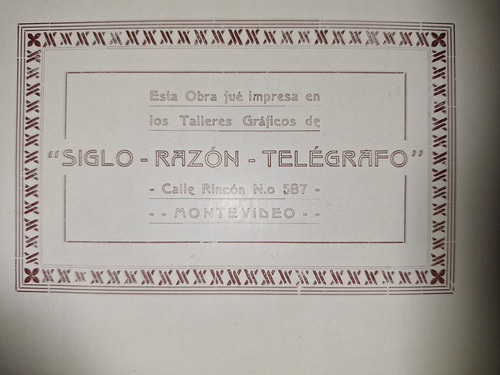 Esta Obra fué impresa en
los Talleres Gráficos de
“SIGLO - RAZÓN - TELÉGRAFO”
- Calle Rincón N.o 587 -
- - MONTEVIDEO - -